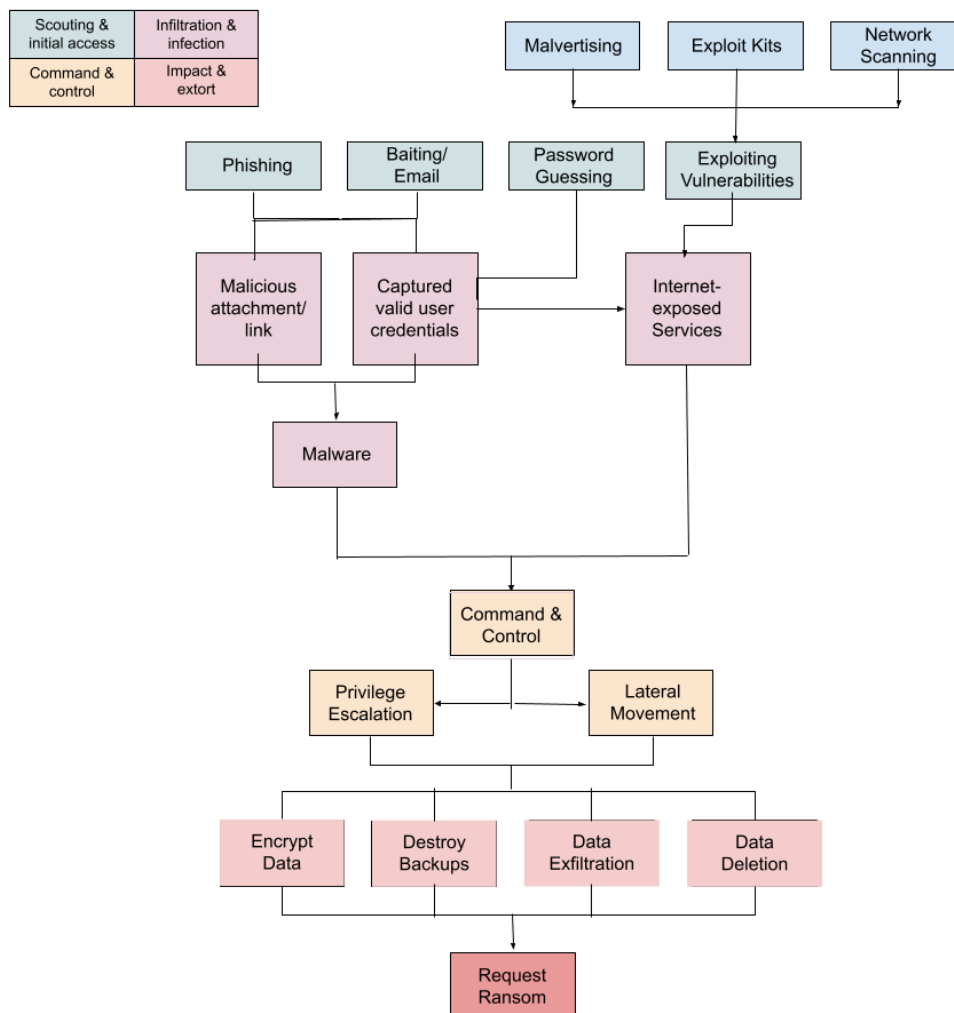 Scouting &
initial access
Infiltration &
infection
Command &
control
Impact &
extort
Malvertising
Exploit Kits
Network
Scanning
Phishing
Baiting/
Email
Password
Guessing
Exploiting
Vulnerabilities
Malicious
attachment/
link
Captured
valid user
credentials
Internet-
exposed
Services
Malware
Command &
Control
Privilege
Escalation
Lateral
Movement
Encrypt
Data
Destroy
Backups
Data
Exfiltration
Data
Deletion
Request
Ransom